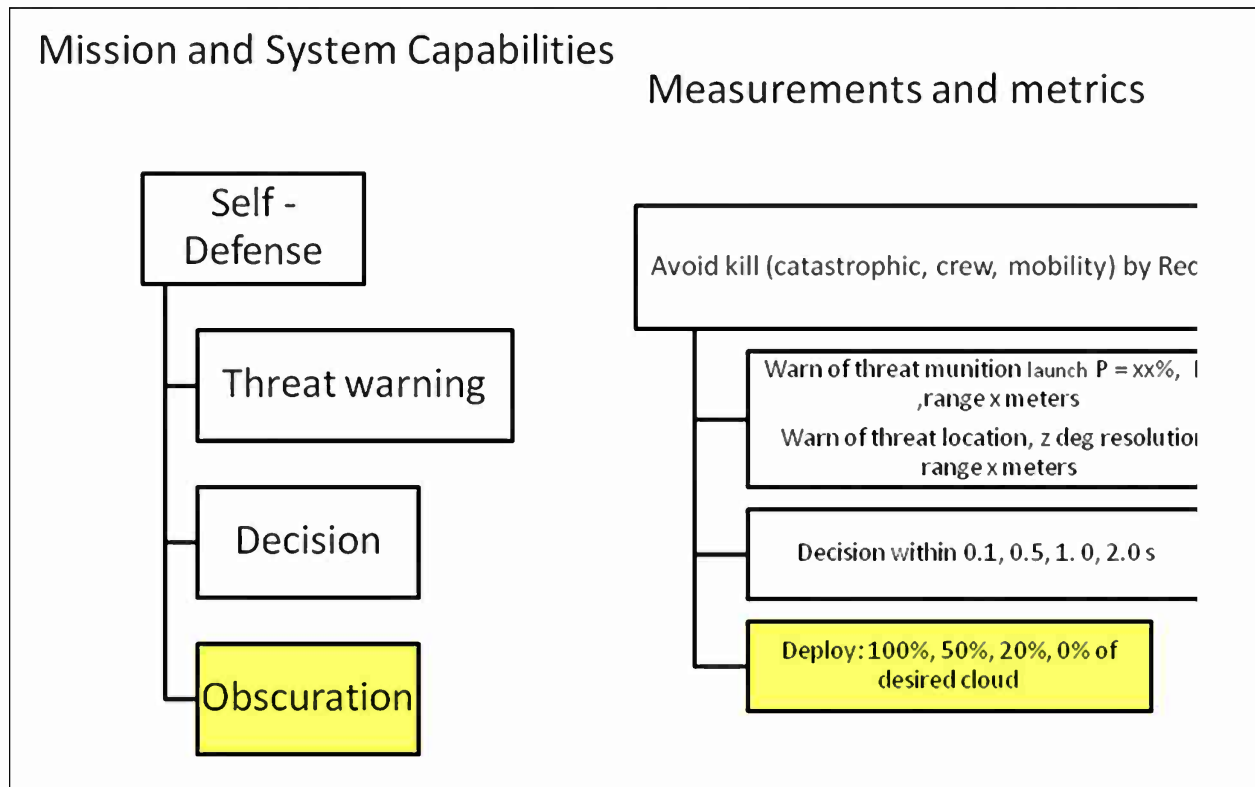 Mission and System Capabilities
Measurements and metrics
Self -
Defense
Threat warning
Decision
Obscuration
Avoid kill (catastrophic, crew, mobility) by
Warn of threat munition launch P = xx%,
,range x meters
Warn of threat location, z deg resolution
range x meters
Decision within 0.1, 0.5, 1. 0, 2.0 s
Deploy: 100%, 50%, 20%, 0% of
desired cloud